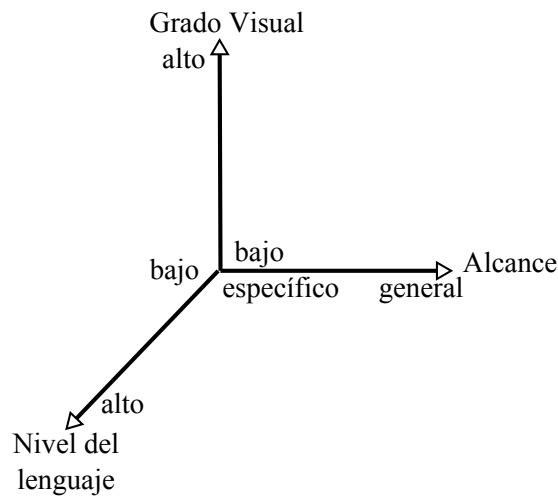 Grado Visual
alto
bajo
bajo
Alcance
específico
general
alto
Nivel del
lenguaje